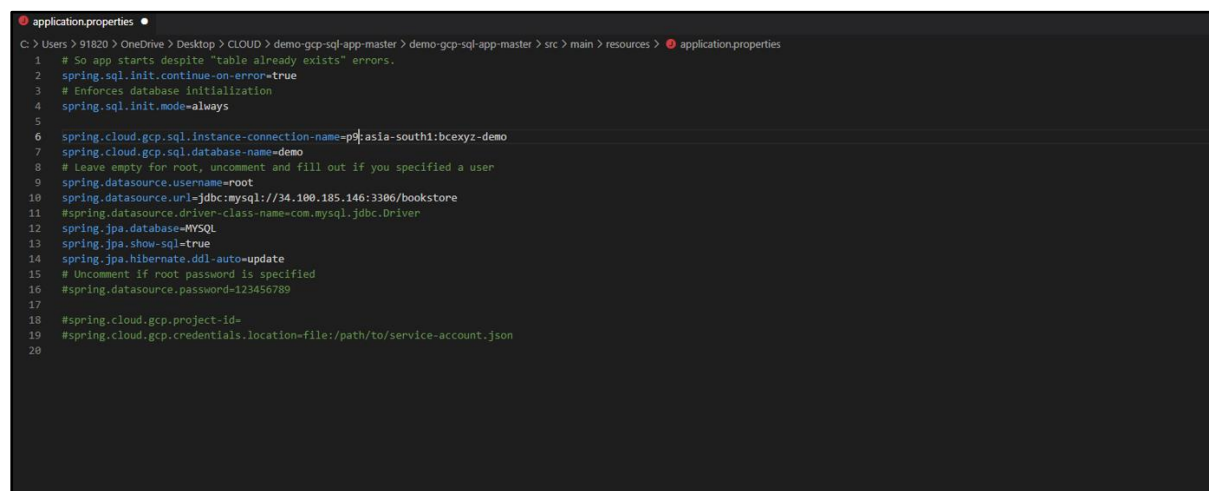 application.properties ●
C: > Users > 91820 > OneDrive > Desktop > CLOUD > demo-gcp-sql-app-master > demo-gcp-sql-app-master > src > main > resources > application.properties
1 # So app starts despite "table already exists" errors.
2 spring.sql.init.continue-on-error=true
3 # Enforces database initialization
4 spring.sql.init.mode=always
5
6 spring.cloud.gcp.sql.instance-connection-name=p9:asia-south1:bcexyz-demo
7 spring.cloud.gcp.sql.database-name=demo
8 # Leave empty for root, uncomment and fill out if you specified a user
9 spring.datasource.username=root
10 spring.datasource.url=jdbc:mysql://34.100.185.146:3306/bookstore
11 #spring.datasource.driver-class-name=com.mysql.jdbc.Driver
12 spring.jpa.database=MYSQL
13 spring.jpa.show-sql=true
14 spring.jpa.hibernate.ddl-auto=update
15 # Uncomment if root password is specified
16 #spring.datasource.password=123456789
17
18 #spring.cloud.gcp.project-id=
19 #spring.cloud.gcp.credentials.location=file:/path/to/service-account.json
20